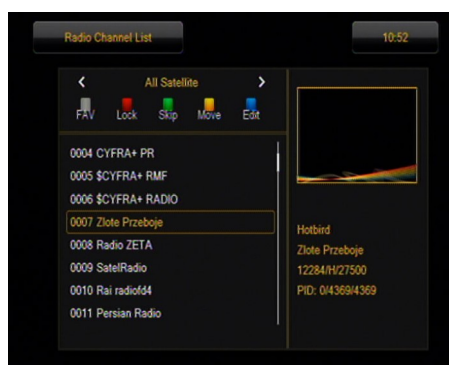 Radio Channel List
10:52
All Satellite
FAV Lock Skip Move Edit
0004 CYFRA+ PR
0005 $CYFRA+ RMF
0006 $CYFRA+ RADIO
0007 Zlote Przeboje
0008 Radio ZETA
0009 SatelRadio
0010 Rai radiofd4
0011 Persian Radio
Hotbird
Zlote Przeboje
12284/H/27500
PID: 0/4369/4369